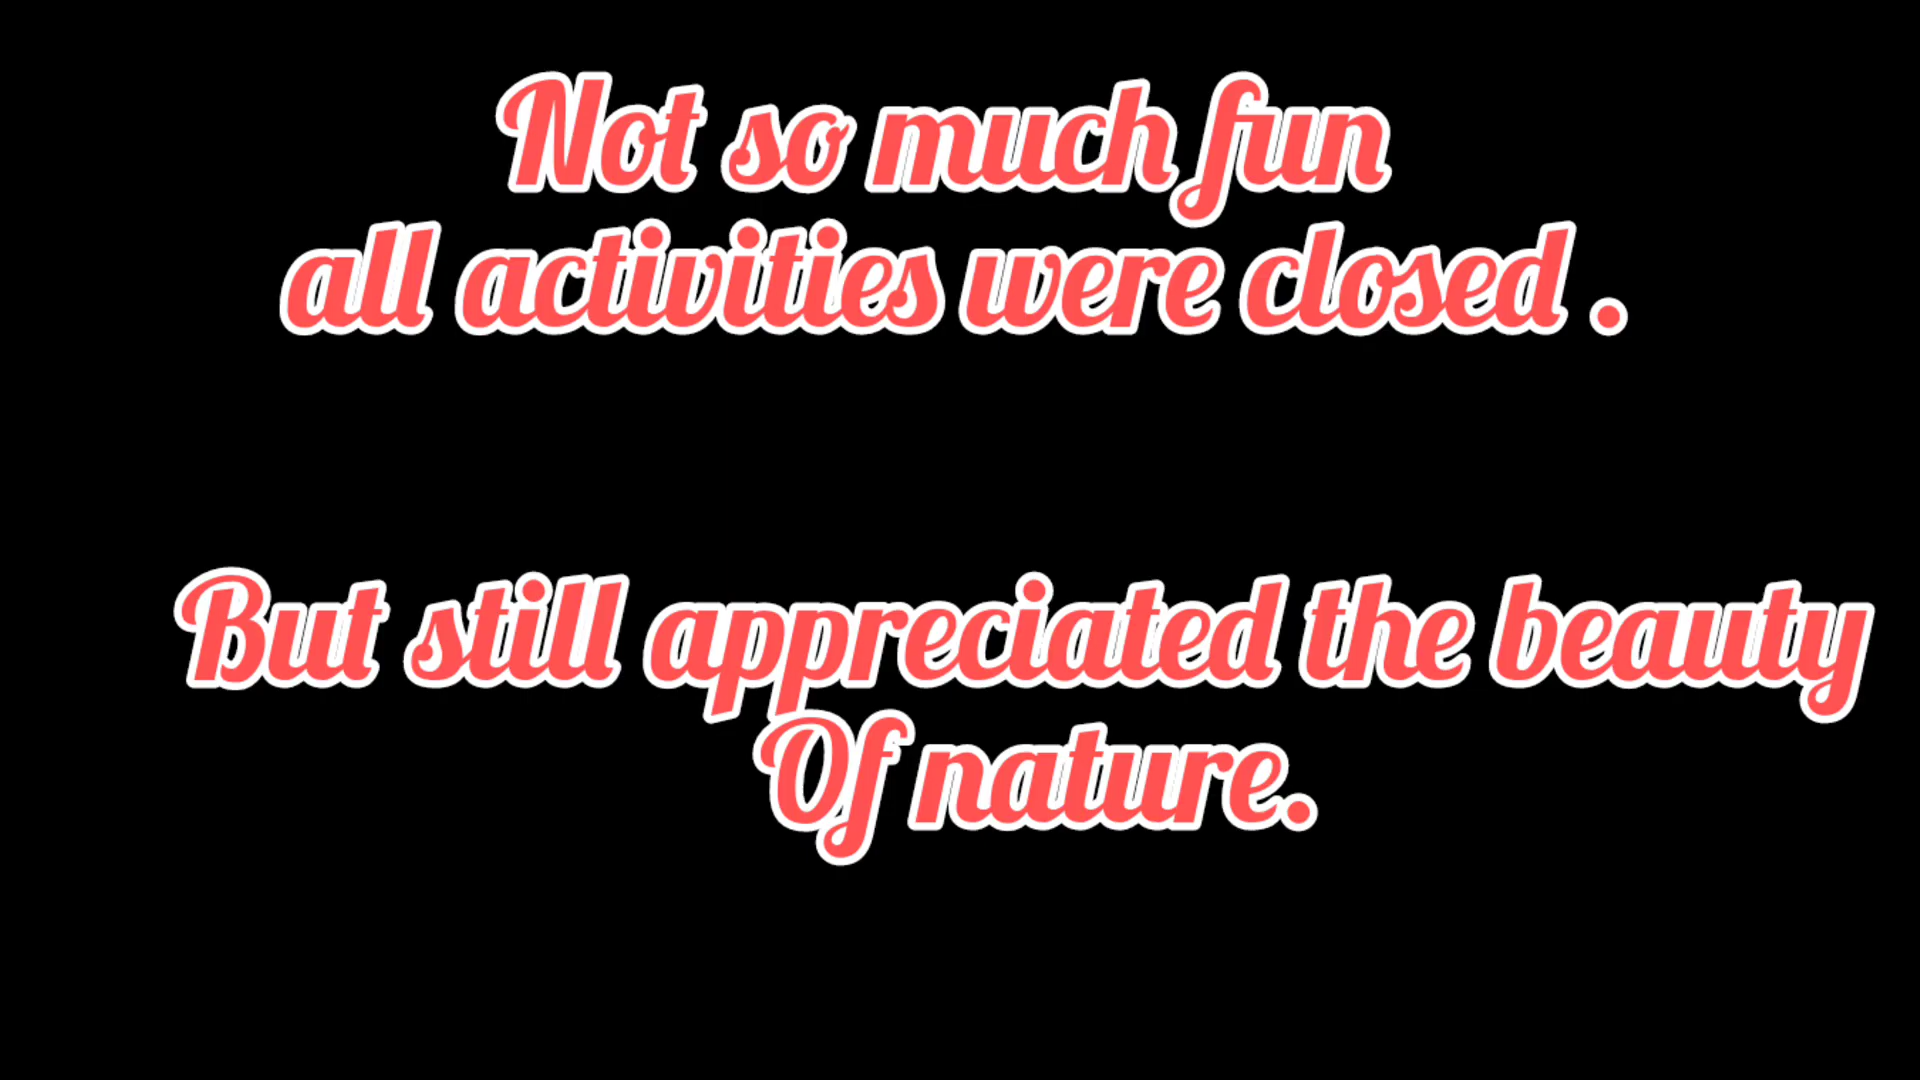 Not so much fun
all activities were closed .
But still appreciated the beauty
Of nature.